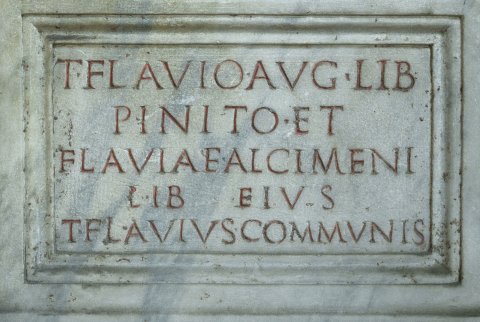 T·FLAVIO·AVG·LIB
PINITO·ET
FLAVIAE ALCIMENI
LIB EIVS
T·FLAVIVS COMMVNIS